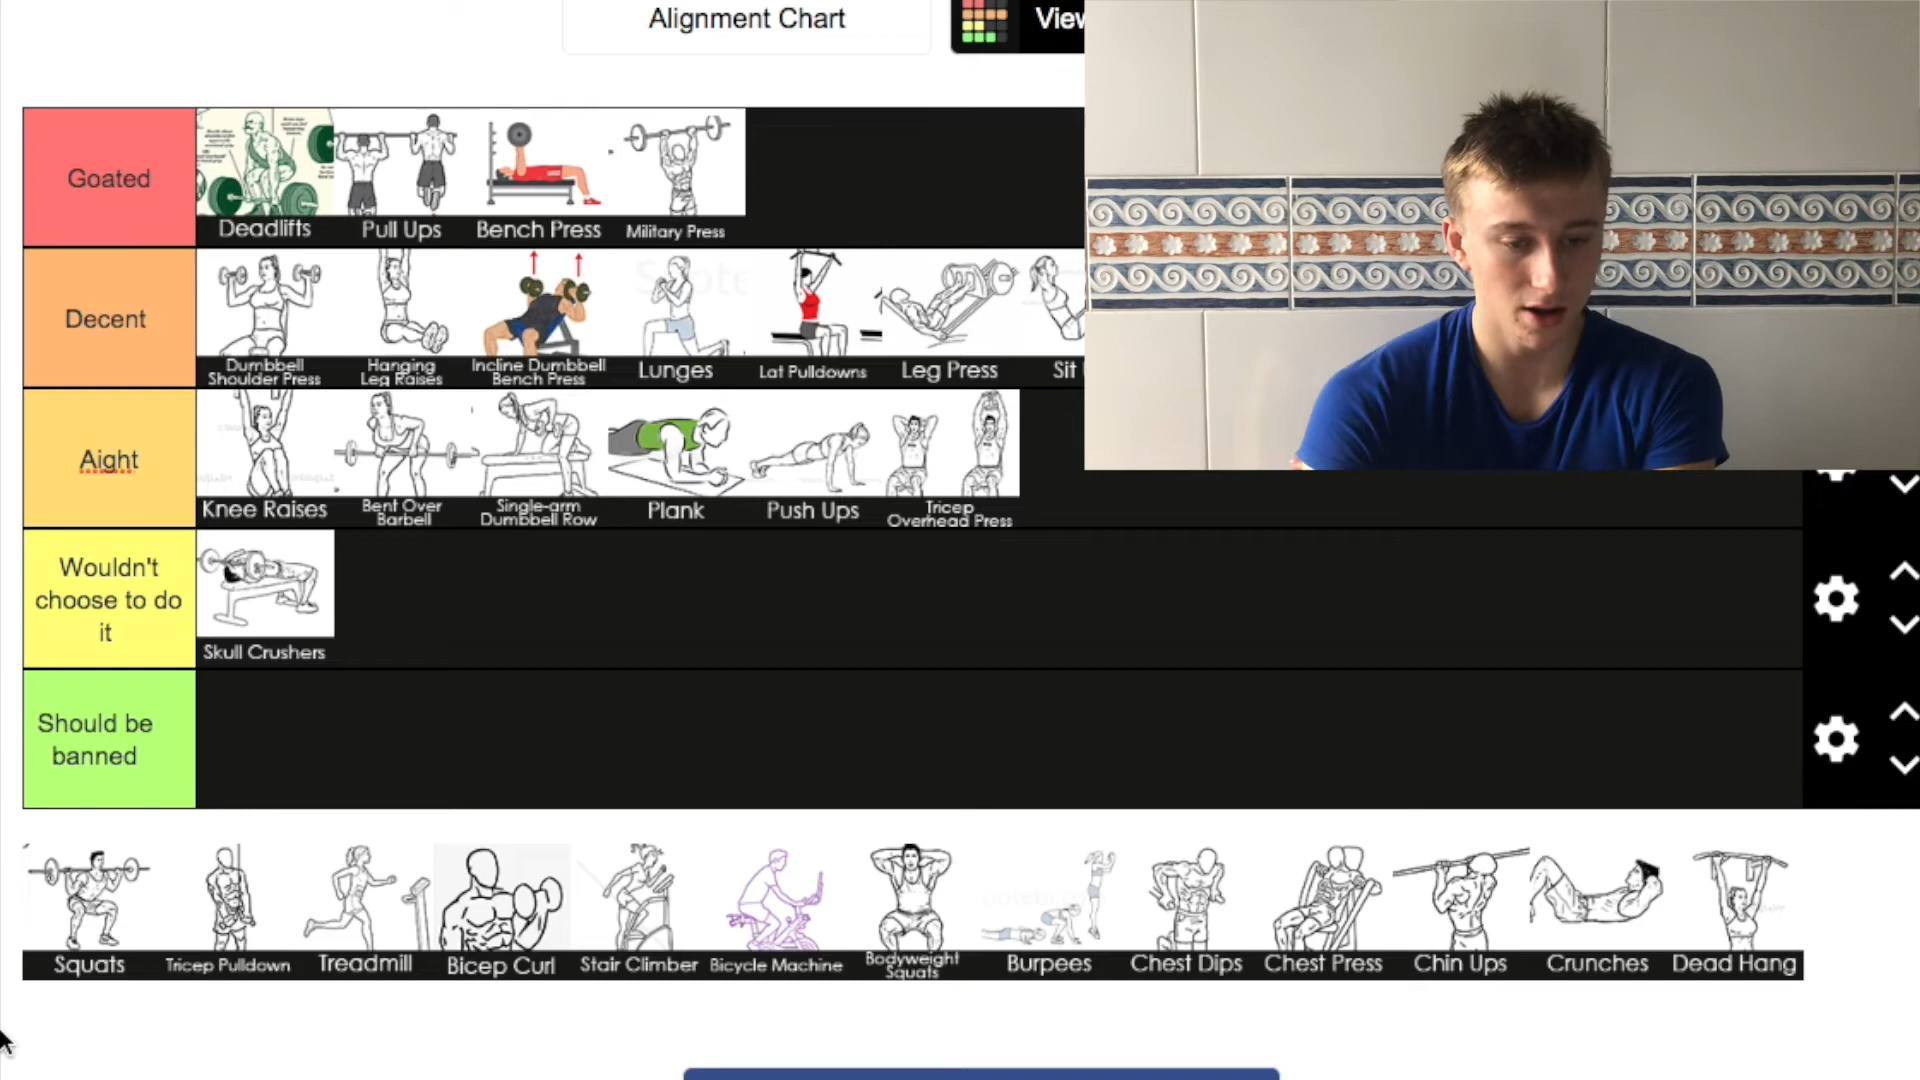 Alignment Chart
View
Goated
Deadlifts
Pull Ups
Bench Press
Military Press
Decent
Dumbbell
Shoulder Press
Hanging
Leg Raises
Incline Dumbbell
Bench Press
Lunges
Lat Pulldowns
Leg Press
Sit
Aight
Knee Raises
Bent Over
Barbell
Single-arm
Dumbbell Row
Plank
Push Ups
Tricep
Overhead Press
Wouldn't
choose to do
it
Skull Crushers
Should be
banned
Squats
Tricep Pulldown
Treadmill
Bicep Curl
Stair Climber
Bicycle Machine
Bodyweight
Squats
Burpees
Chest Dips
Chest Press
Chin Ups
Crunches
Dead Hang